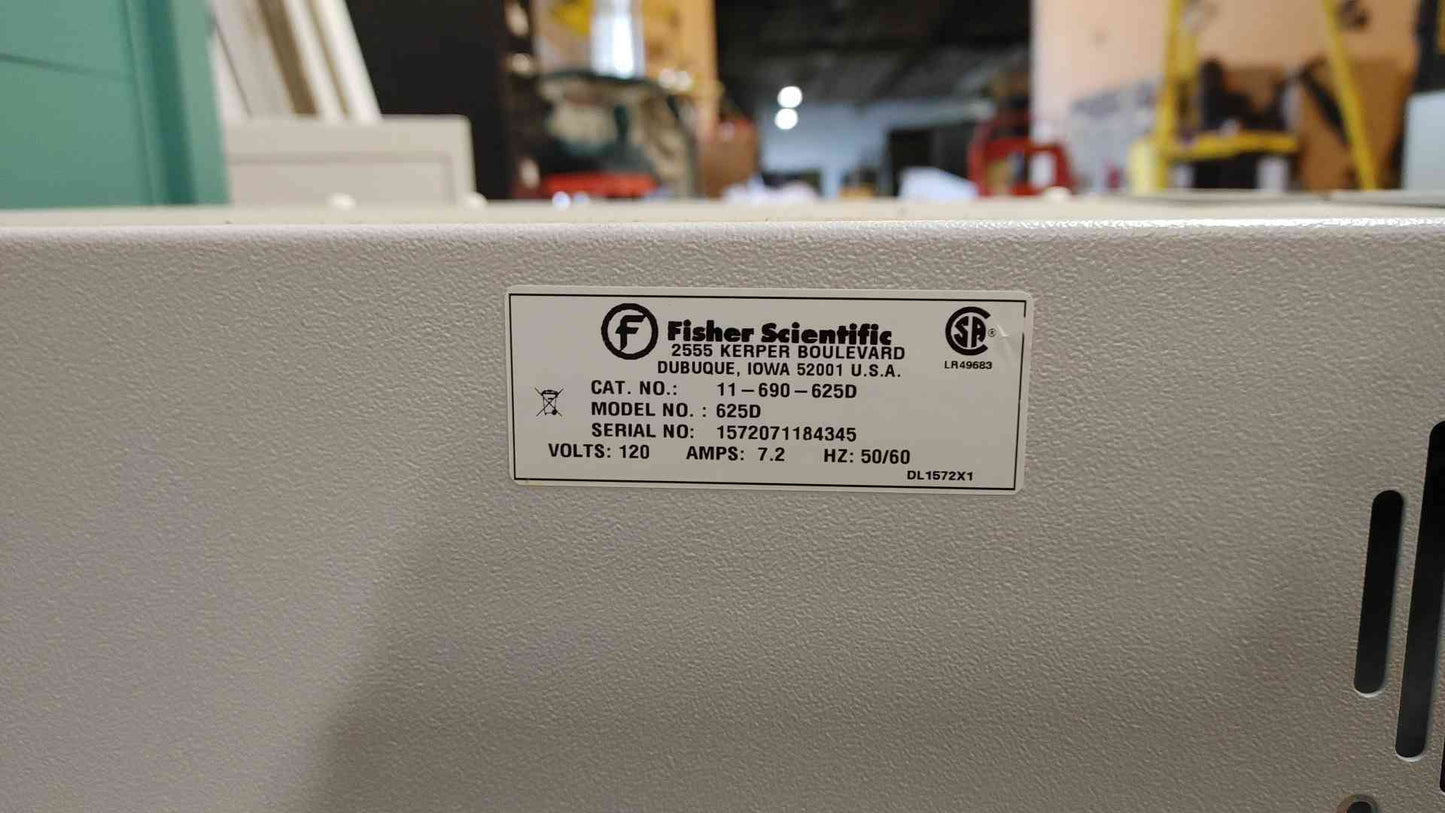 Fisher Scientific
2555 KERPER BOULEVARD
DUBUQUE, IOWA 52001 U.S.A.
SA®
LR49683
CAT. NO.: 11-690-625D
MODEL NO. : 625D
SERIAL NO: 1572071184345
VOLTS: 120 AMPS: 7.2 HZ: 50/60
DL1572X1